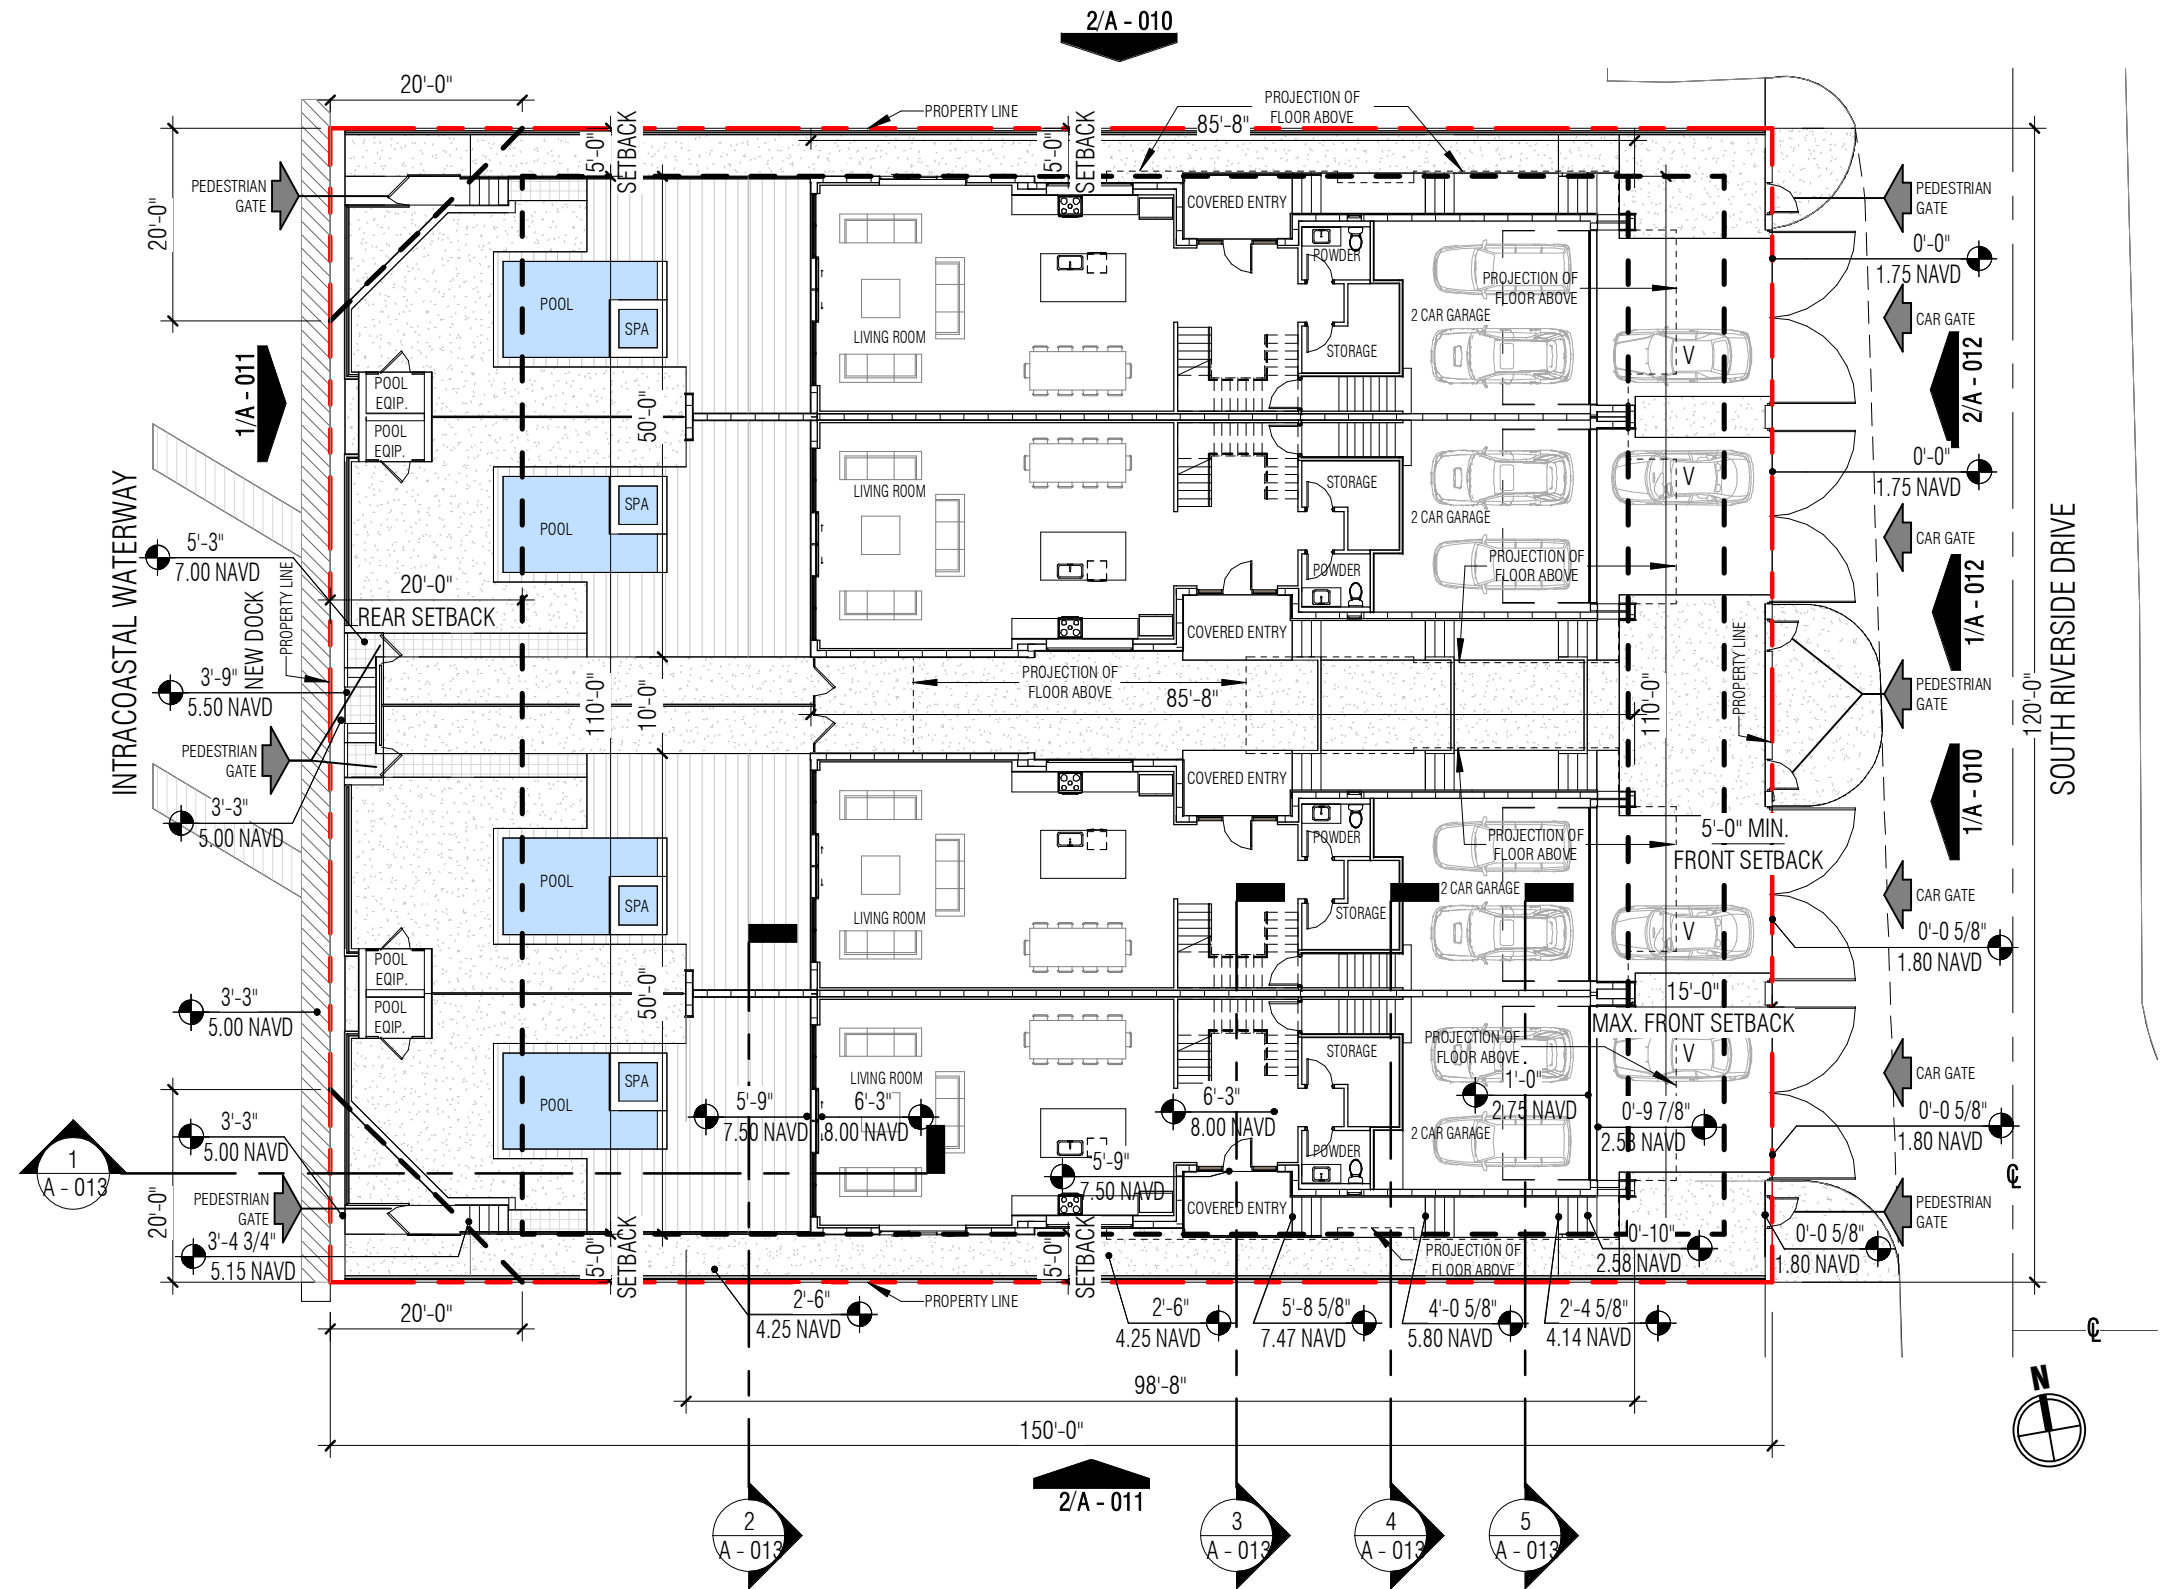 2/A - 010
20'-0"
PROPERTY LINE
PROJECTION OF
FLOOR ABOVE
85'-8"
5'-0"
SETBACK
5'-0"
SETBACK
PEDESTRIAN
GATE
20'-0"
COVERED ENTRY
PEDESTRIAN
GATE
0'-0"
1.75 NAVD
POWDER
PROJECTION OF
FLOOR ABOVE
POOL
SPA
LIVING ROOM
2 CAR GARAGE
STORAGE
V
CAR GATE
1/A - 011
2/A - 012
POOL
EQIP.
POOL
EQIP.
50'-0"
0'-0"
1.75 NAVD
LIVING ROOM
STORAGE
V
SPA
POOL
2 CAR GARAGE
CAR GATE
PROJECTION OF
FLOOR ABOVE
POWDER
INTRACOASTAL WATERWAY
5'-3"
7.00 NAVD
NEW DOCK
PROPERTY LINE
20'-0"
REAR SETBACK
COVERED ENTRY
1/A - 012
SOUTH RIVERSIDE DRIVE
3'-9"
5.50 NAVD
110'-0"
10'-0"
PROJECTION OF
FLOOR ABOVE
85'-8"
110'-0"
PROPERTY LINE
PEDESTRIAN
GATE
120'-0"
PEDESTRIAN
GATE
COVERED ENTRY
1/A - 010
3'-3"
5.00 NAVD
POWDER
PROJECTION OF
FLOOR ABOVE
5'-0" MIN.
FRONT SETBACK
POOL
SPA
LIVING ROOM
2 CAR GARAGE
STORAGE
V
CAR GATE
0'-0 5/8"
1.80 NAVD
POOL
EQIP.
POOL
EQIP.
50'-0"
3'-3"
5.00 NAVD
15'-0"
MAX. FRONT SETBACK
PROJECTION OF
FLOOR ABOVE
STORAGE
V
CAR GATE
LIVING ROOM
SPA
POOL
5'-9"
7.50 NAVD
6'-3"
8.00 NAVD
6'-3"
8.00 NAVD
1'-0"
2.75 NAVD
0'-9 7/8"
2.58 NAVD
0'-0 5/8"
1.80 NAVD
3'-3"
5.00 NAVD
2 CAR GARAGE
POWDER
1
A - 013
5'-9"
7.50 NAVD
20'-0"
PEDESTRIAN
GATE
COVERED ENTRY
PEDESTRIAN
GATE
3'-4 3/4"
5.15 NAVD
5'-0"
SETBACK
5'-0"
SETBACK
PROJECTION OF
FLOOR ABOVE
0'-10"
2.58 NAVD
0'-0 5/8"
1.80 NAVD
PROPERTY LINE
20'-0"
2'-6"
4.25 NAVD
2'-6"
4.25 NAVD
5'-8 5/8"
7.47 NAVD
4'-0 5/8"
5.80 NAVD
2'-4 5/8"
4.14 NAVD
98'-8"
150'-0"
N
2/A - 011
2
A - 013
3
A - 013
4
A - 013
5
A - 013